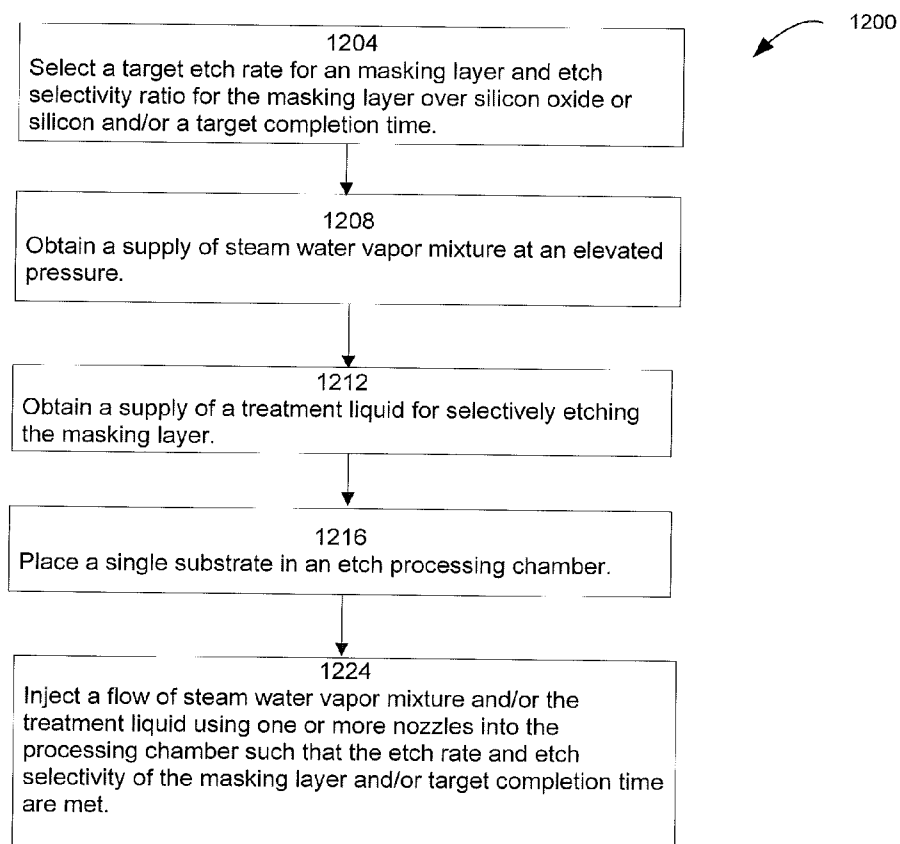 1200
1204
Select a target etch rate for an masking layer and etch
selectivity ratio for the masking layer over silicon oxide or
silicon and/or a target completion time.
1208
Obtain a supply of steam water vapor mixture at an elevated
pressure.
1212
Obtain a supply of a treatment liquid for selectively etching
the masking layer.
1216
Place a single substrate in an etch processing chamber.
1224
Inject a flow of steam water vapor mixture and/or the
treatment liquid using one or more nozzles into the
processing chamber such that the etch rate and etch
selectivity of the masking layer and/or target completion time
are met.